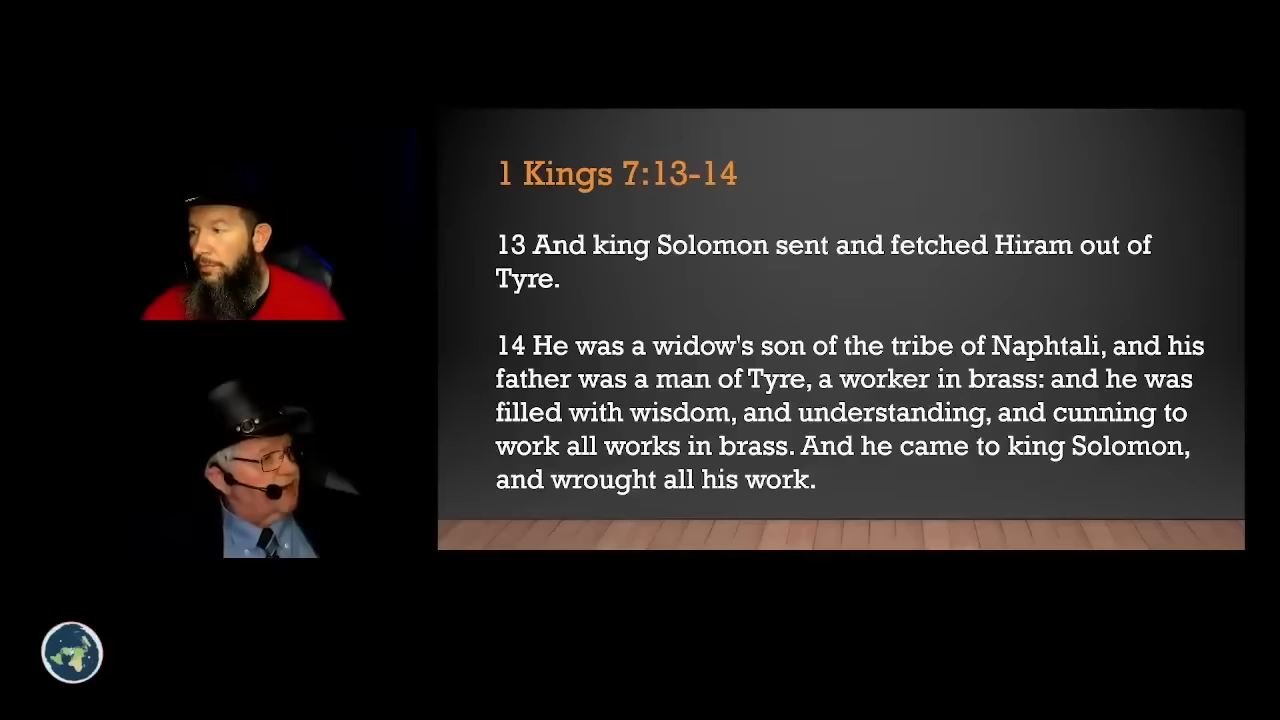 1 Kings 7:13-14
13 And king Solomon sent and fetched Hiram out of
Tyre.
14 He was a widow's son of the tribe of Naphtali, and his
father was a man of Tyre, a worker in brass: and he was
filled with wisdom, and understanding, and cunning to
work all works in brass. And he came to king Solomon,
and wrought all his work.